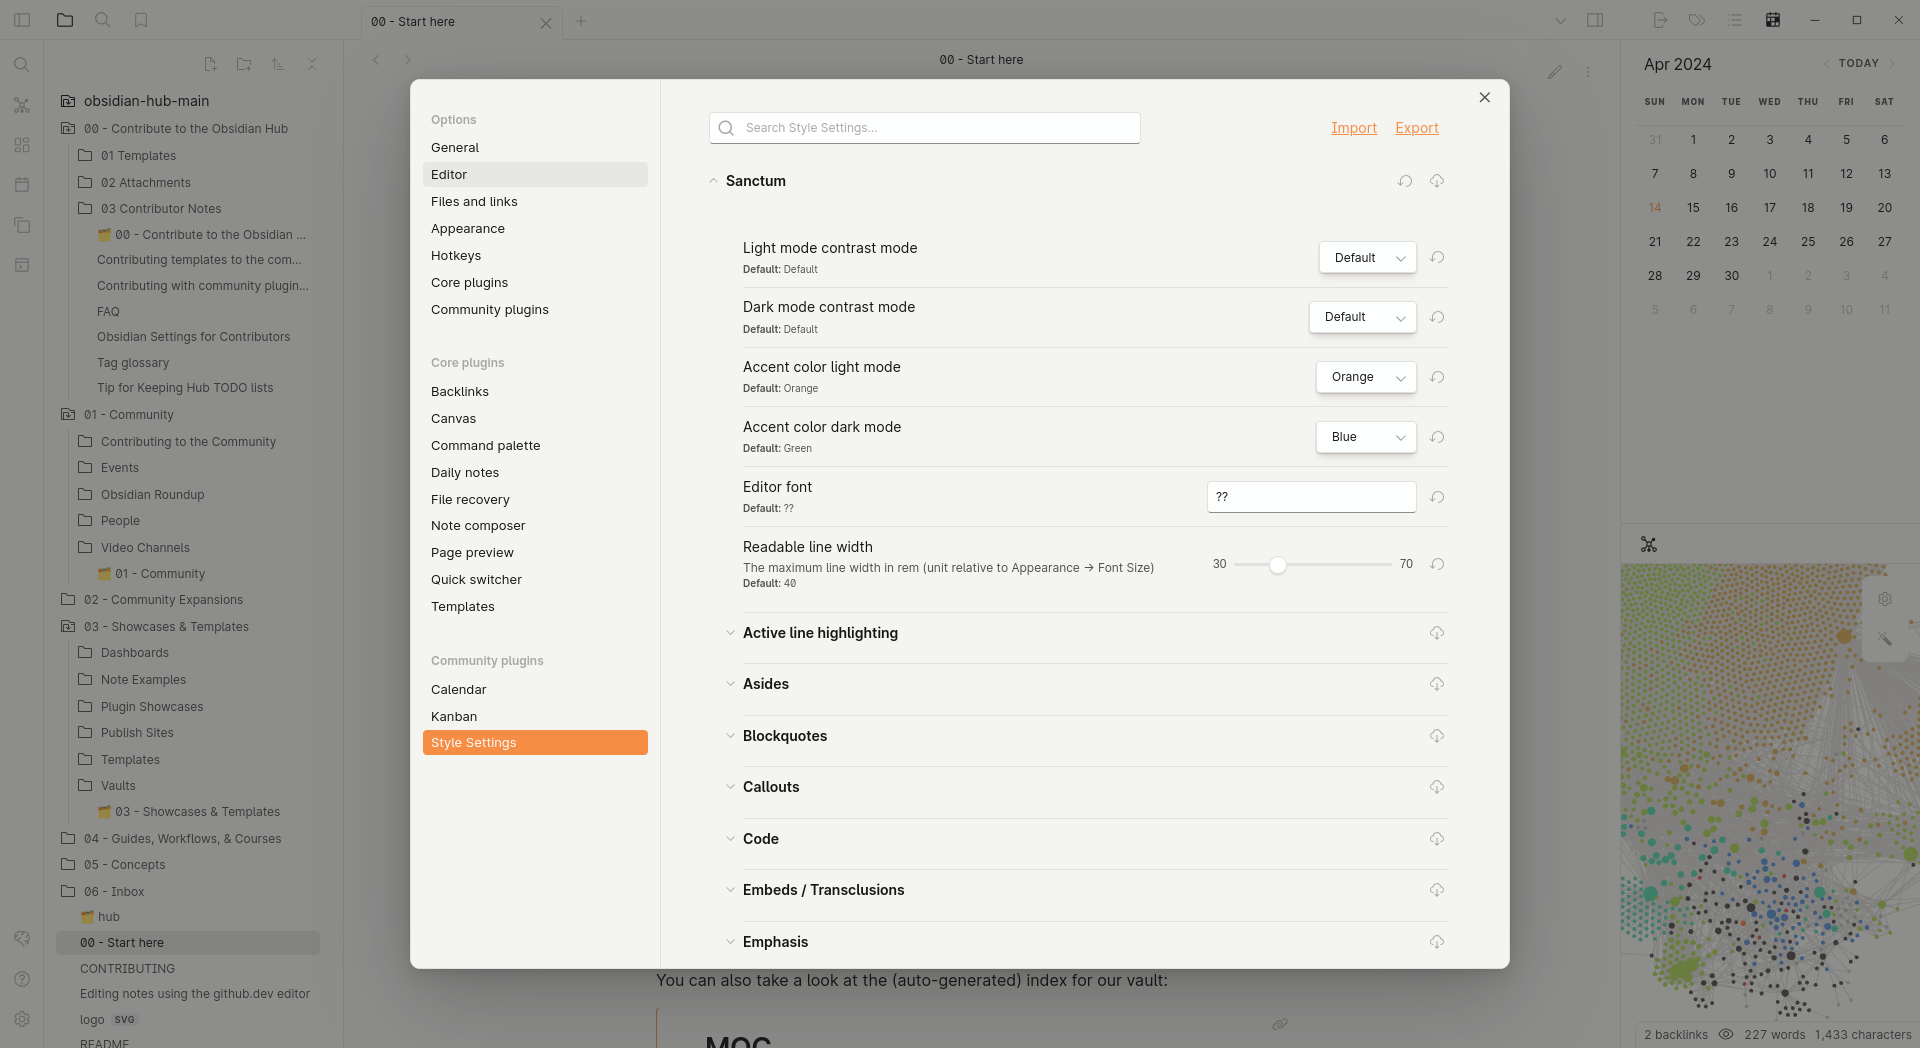 00 - Start here
00 - Start here
obsidian-hub-main
00 - Contribute to the Obsidian Hub
01 Templates
02 Attachments
03 Contributor Notes
00 - Contribute to the Obsidian ...
Contributing templates to the com...
Contributing with community plugin...
FAQ
Obsidian Settings for Contributors
Tag glossary
Tip for Keeping Hub TODO lists
01 - Community
Contributing to the Community
Events
Obsidian Roundup
People
Video Channels
01 - Community
02 - Community Expansions
03 - Showcases & Templates
Dashboards
Note Examples
Plugin Showcases
Publish Sites
Templates
Vaults
03 - Showcases & Templates
04 - Guides, Workflows, & Courses
05 - Concepts
06 - Inbox
hub
00 - Start here
CONTRIBUTING
Editing notes using the github.dev editor
logo SVG
README
Options
General
Editor
Files and links
Appearance
Hotkeys
Core plugins
Community plugins
Core plugins
Backlinks
Canvas
Command palette
Daily notes
File recovery
Note composer
Page preview
Quick switcher
Templates
Community plugins
Calendar
Kanban
Style Settings
Search Style Settings...
Import Export
Sanctum
Light mode contrast mode
Default: Default
Default
Dark mode contrast mode
Default: Default
Default
Accent color light mode
Default: Orange
Orange
Accent color dark mode
Default: Green
Blue
Editor font
Default: ??
??
Readable line width
The maximum line width in rem (unit relative to Appearance → Font Size)
Default: 40
30 70
Active line highlighting
Asides
Blockquotes
Callouts
Code
Embeds / Transclusions
Emphasis
You can also take a look at the (auto-generated) index for our vault:
MOC
Apr 2024 TODAY
SUN MON TUE WED THU FRI SAT
31 1 2 3 4 5 6
7 8 9 10 11 12 13
14 15 16 17 18 19 20
21 22 23 24 25 26 27
28 29 30 1 2 3 4
5 6 7 8 9 10 11
2 backlinks 227 words 1,433 characters